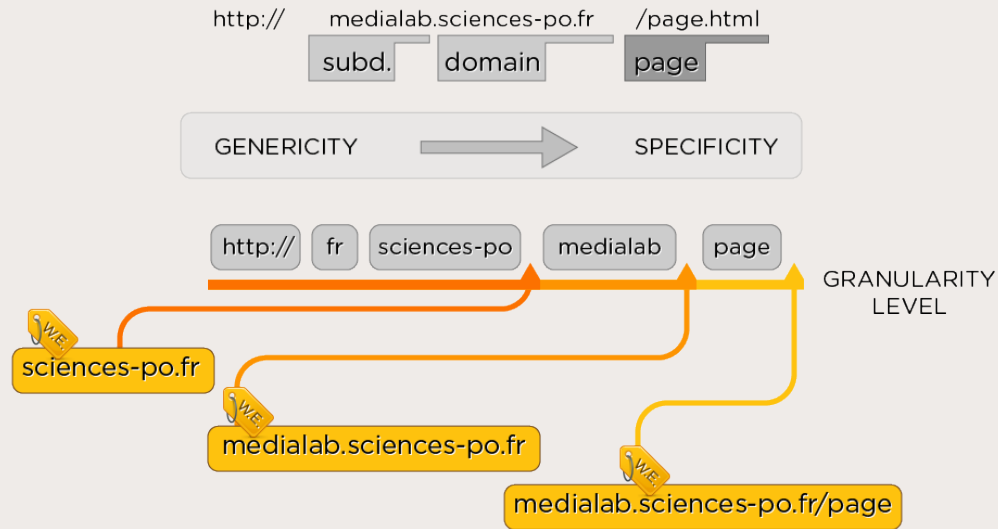 http:// medialab.sciences-po.fr /page.html
subd. domain page
GENERICITY SPECIFICITY
http:// fr sciences-po medialab page
GRANULARITY
LEVEL
W.E.
sciences-po.fr
W.E.
medialab.sciences-po.fr
W.E.
medialab.sciences-po.fr/page